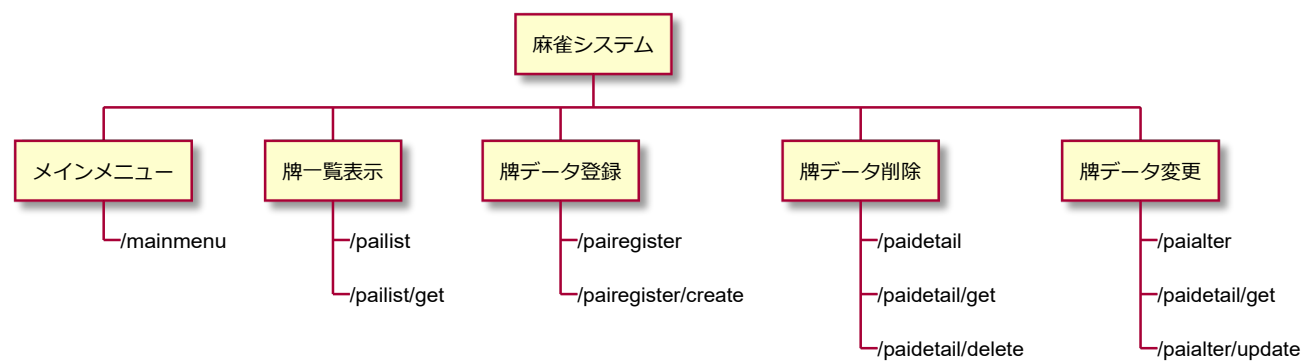 麻雀システム
メインメニュー
牌一覧表示
牌データ登録
牌データ削除
牌データ変更
/mainmenu
/pailist
/pairegister
/paidetail
/paialter
/pailist/get
/pairegister/create
/paidetail/get
/paidetail/get
/paidetail/delete
/paialter/update